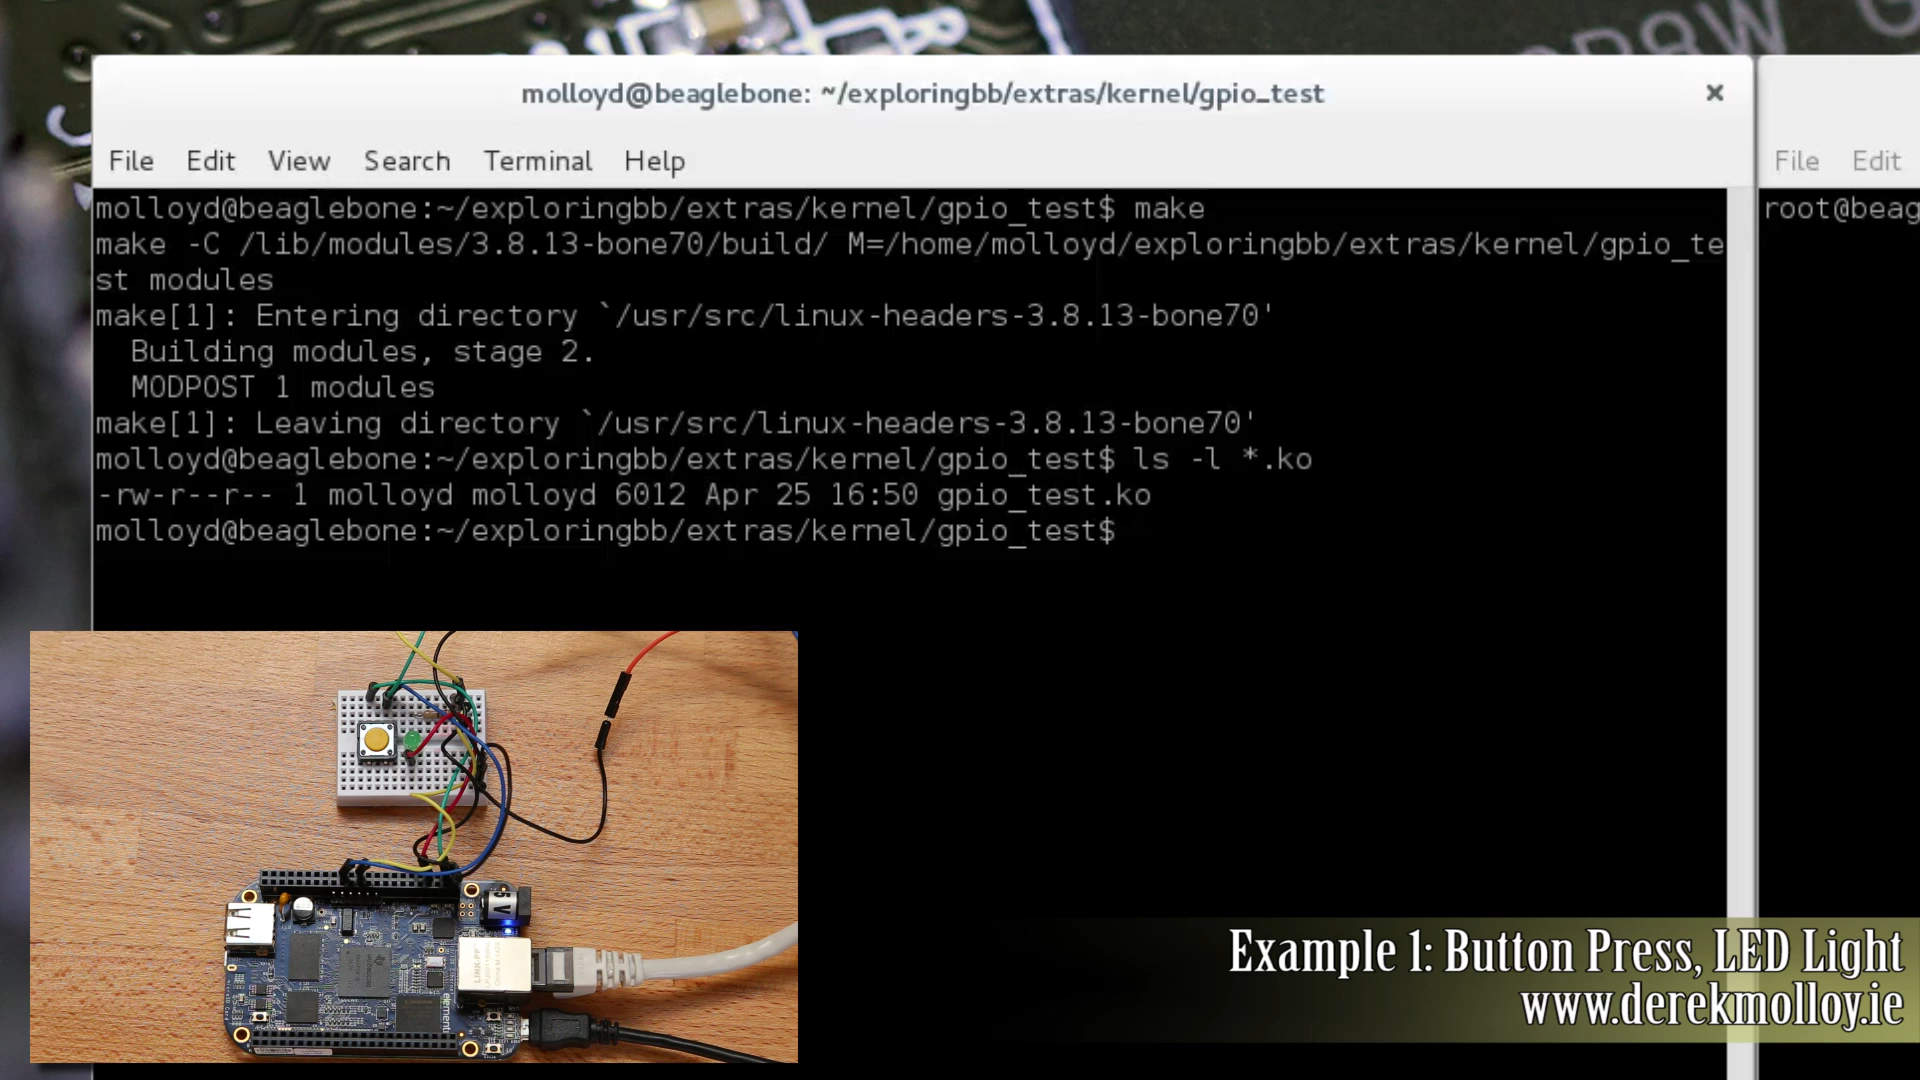 molloyd@beaglebone: ~/exploringbb/extras/kernel/gpio_test
File Edit View Search Terminal Help
File Edit
molloyd@beaglebone:~/exploringbb/extras/kernel/gpio_test$ make
make -C /lib/modules/3.8.13-bone70/build/ M=/home/molloyd/exploringbb/extras/kernel/gpio_te
st modules
make[1]: Entering directory `/usr/src/linux-headers-3.8.13-bone70'
  Building modules, stage 2.
  MODPOST 1 modules
make[1]: Leaving directory `/usr/src/linux-headers-3.8.13-bone70'
molloyd@beaglebone:~/exploringbb/extras/kernel/gpio_test$ ls -l *.ko
-rw-r--r-- 1 molloyd molloyd 6012 Apr 25 16:50 gpio_test.ko
molloyd@beaglebone:~/exploringbb/extras/kernel/gpio_test$
root@beag
5V
LINK-PP
Example 1: Button Press, LED Light
www.derekmolloy.ie